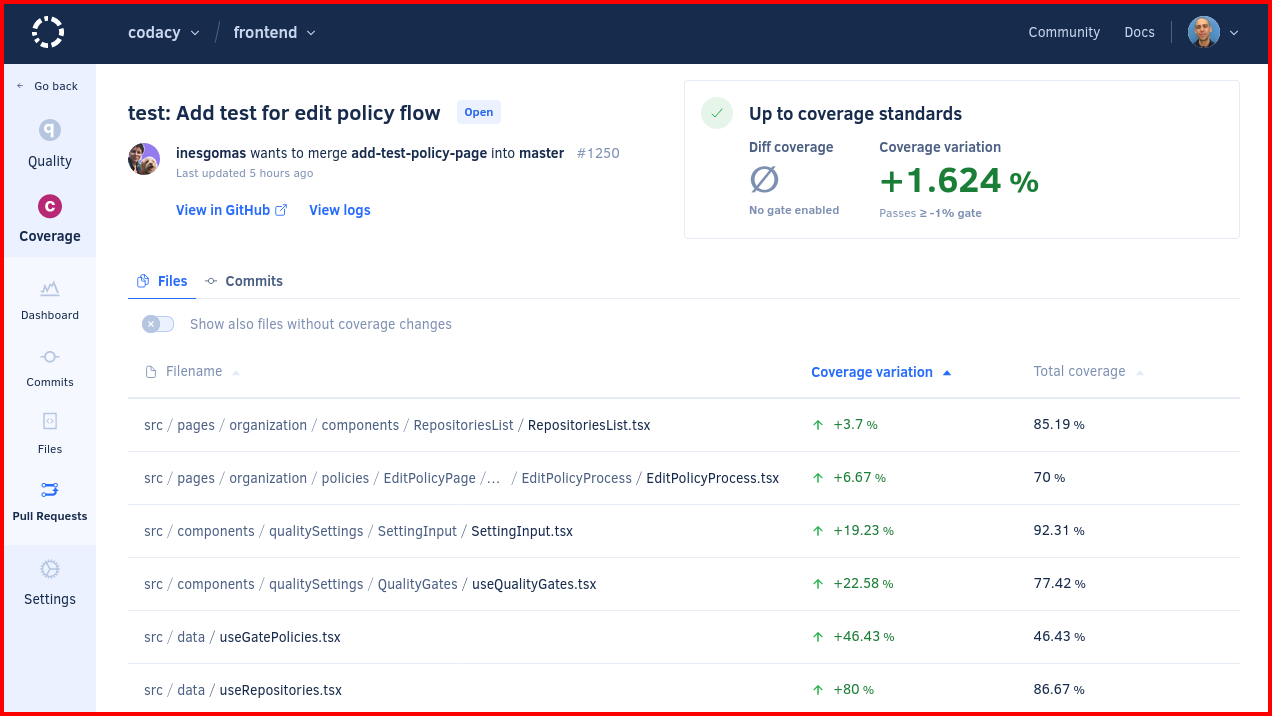 codacy / frontend
Community Docs
← Go back
Quality
Coverage
Dashboard
Commits
Files
Pull Requests
Settings
test: Add test for edit policy flow Open
inesgomas wants to merge add-test-policy-page into master #1250
Last updated 5 hours ago
View in GitHub View logs
Up to coverage standards
Diff coverage Coverage variation
∅ +1.624 %
No gate enabled Passes ≥ -1% gate
Files Commits
Show also files without coverage changes
Filename Coverage variation Total coverage
src / pages / organization / components / RepositoriesList / RepositoriesList.tsx ↑ +3.7 % 85.19 %
src / pages / organization / policies / EditPolicyPage /... / EditPolicyProcess / EditPolicyProcess.tsx ↑ +6.67 % 70 %
src / components / qualitySettings / SettingInput / SettingInput.tsx ↑ +19.23 % 92.31 %
src / components / qualitySettings / QualityGates / useQualityGates.tsx ↑ +22.58 % 77.42 %
src / data / useGatePolicies.tsx ↑ +46.43 % 46.43 %
src / data / useRepositories.tsx ↑ +80 % 86.67 %